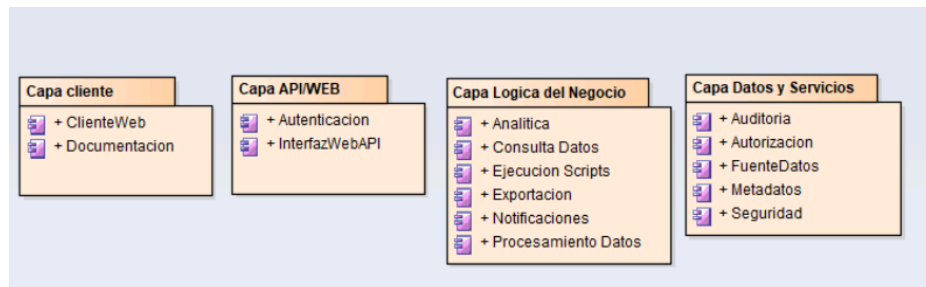 Capa cliente
+ ClienteWeb
+ Documentacion
Capa API/WEB
+ Autenticacion
+ InterfazWebAPI
Capa Logica del Negocio
+ Analitica
+ Consulta Datos
+ Ejecucion Scripts
+ Exportacion
+ Notificaciones
+ Procesamiento Datos
Capa Datos y Servicios
+ Auditoria
+ Autorizacion
+ FuenteDatos
+ Metadatos
+ Seguridad